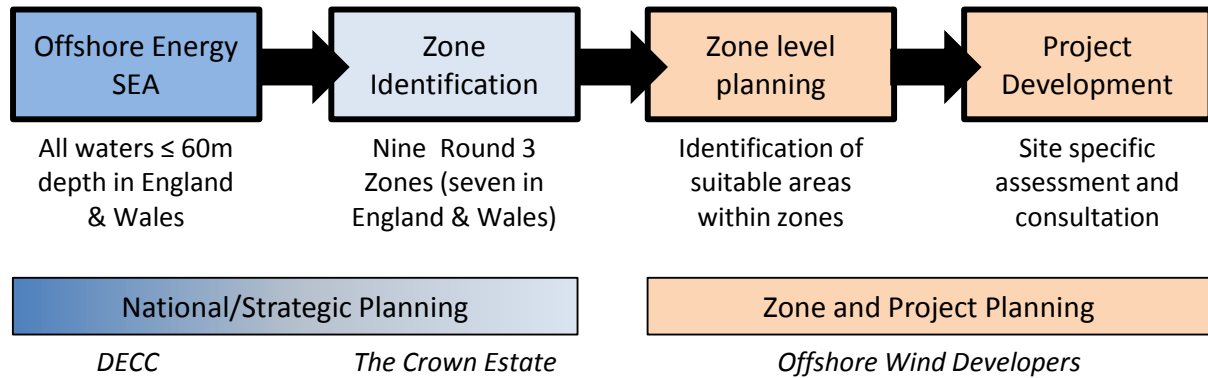 Offshore Energy
SEA
Zone
Identification
Zone level
planning
Project
Development
All waters ≤ 60m
depth in England
& Wales
Nine Round 3
Zones (seven in
England & Wales)
Identification of
suitable areas
within zones
Site specific
assessment and
consultation
National/Strategic Planning
Zone and Project Planning
DECC
The Crown Estate
Offshore Wind Developers